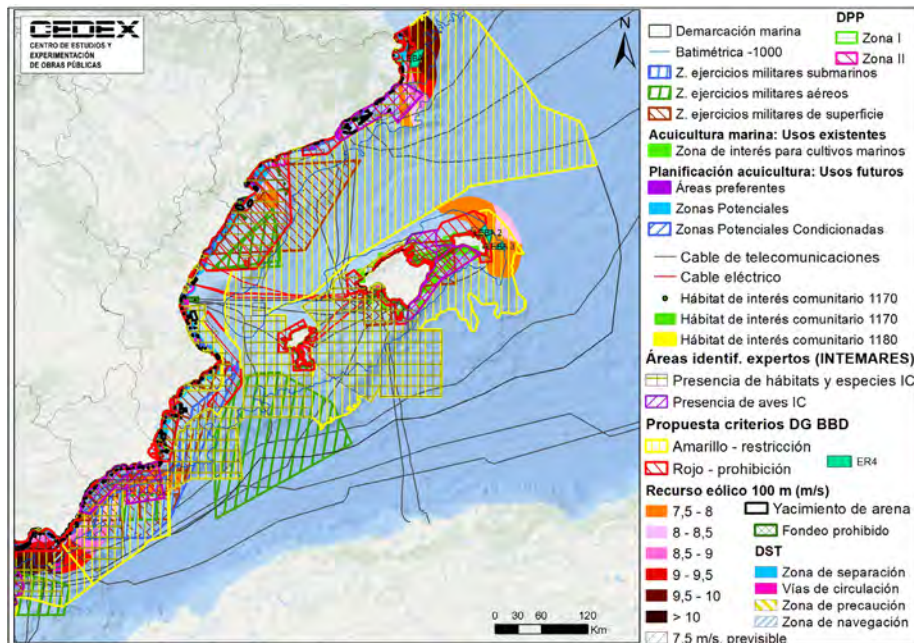 CEDEX
CENTRO DE ESTUDIOS Y
EXPERIMENTACIÓN
DE OBRAS PÚBLICAS
N
0 30 60 120
Km
Demarcación marina
Batimétrica -1000
Z. ejercicios militares submarinos
Z. ejercicios militares aéreos
Z. ejercicios militares de superficie
DPP
Zona I
Zona II
Acuicultura marina: Usos existentes
Zona de interés para cultivos marinos
Planificación acuicultura: Usos futuros
Áreas preferentes
Zonas Potenciales
Zonas Potenciales Condicionadas
Cable de telecomunicaciones
Cable eléctrico
Hábitat de interés comunitario 1170
Hábitat de interés comunitario 1170
Hábitat de interés comunitario 1180
Áreas identif. expertos (INTEMARES)
Presencia de hábitats y especies IC
Presencia de aves IC
Propuesta criterios DG BBD
Amarillo - restricción
Rojo - prohibición
ER4
Recurso eólico 100 m (m/s)
7,5 - 8
8 - 8,5
8,5 - 9
9 - 9,5
9,5 - 10
> 10
7.5 m/s. previsible
Yacimiento de arena
Fondeo prohibido
DST
Zona de separación
Vías de circulación
Zona de precaución
Zona de navegación